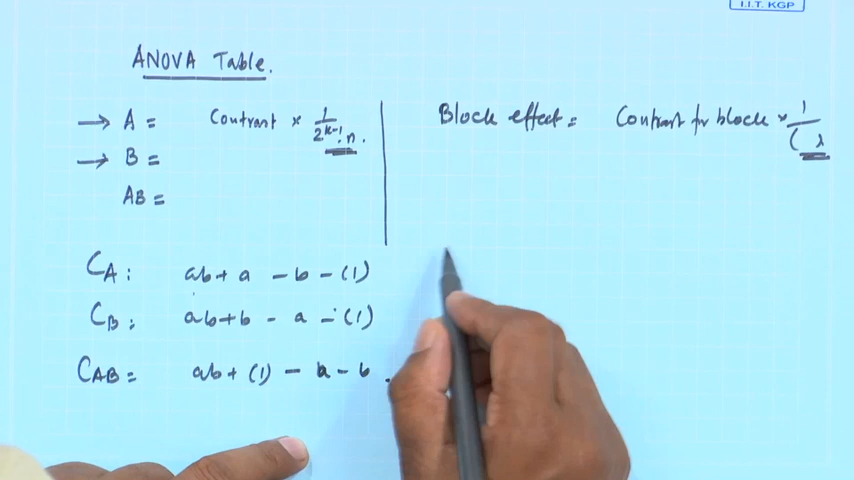 I.I.T. KGP
ANOVA Table.
→ A = Contrast × 1/2^(k-1).n.
→ B =
AB =
Block effect = Contrast for block × 1/( λ
C_A: ab + a - b - (1)
C_B: ab + b - a - (1)
C_AB = ab + (1) - a - b.